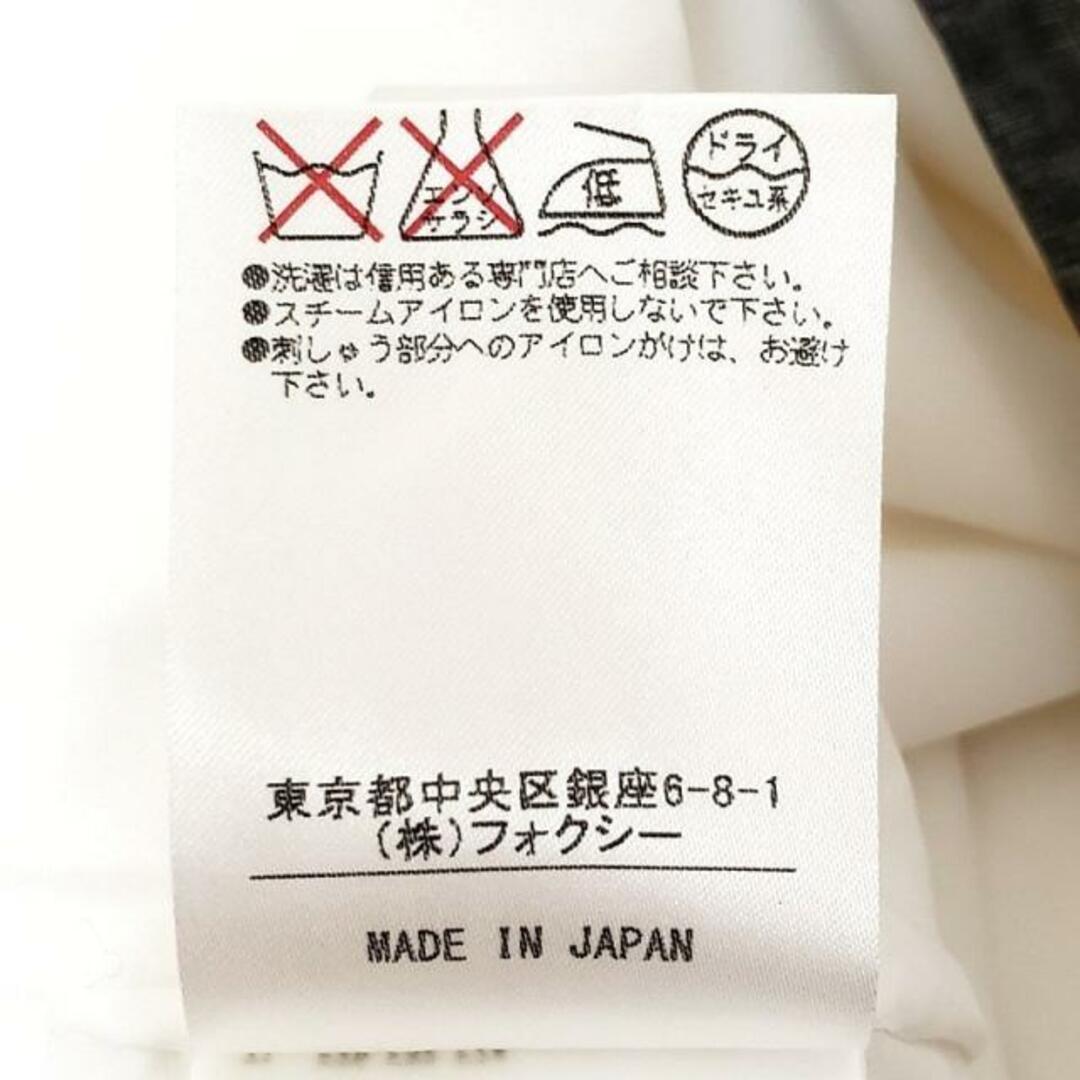 エンソ
サラシ
低
ドライ
セキユ系
●洗濯は信用ある専門店へご相談下さい。
●スチームアイロンを使用しないで下さい。
●刺しゅう部分へのアイロンがけは、お避け
下さい。
東京都中央区銀座6-8-1
(株)フォクシー
MADE IN JAPAN